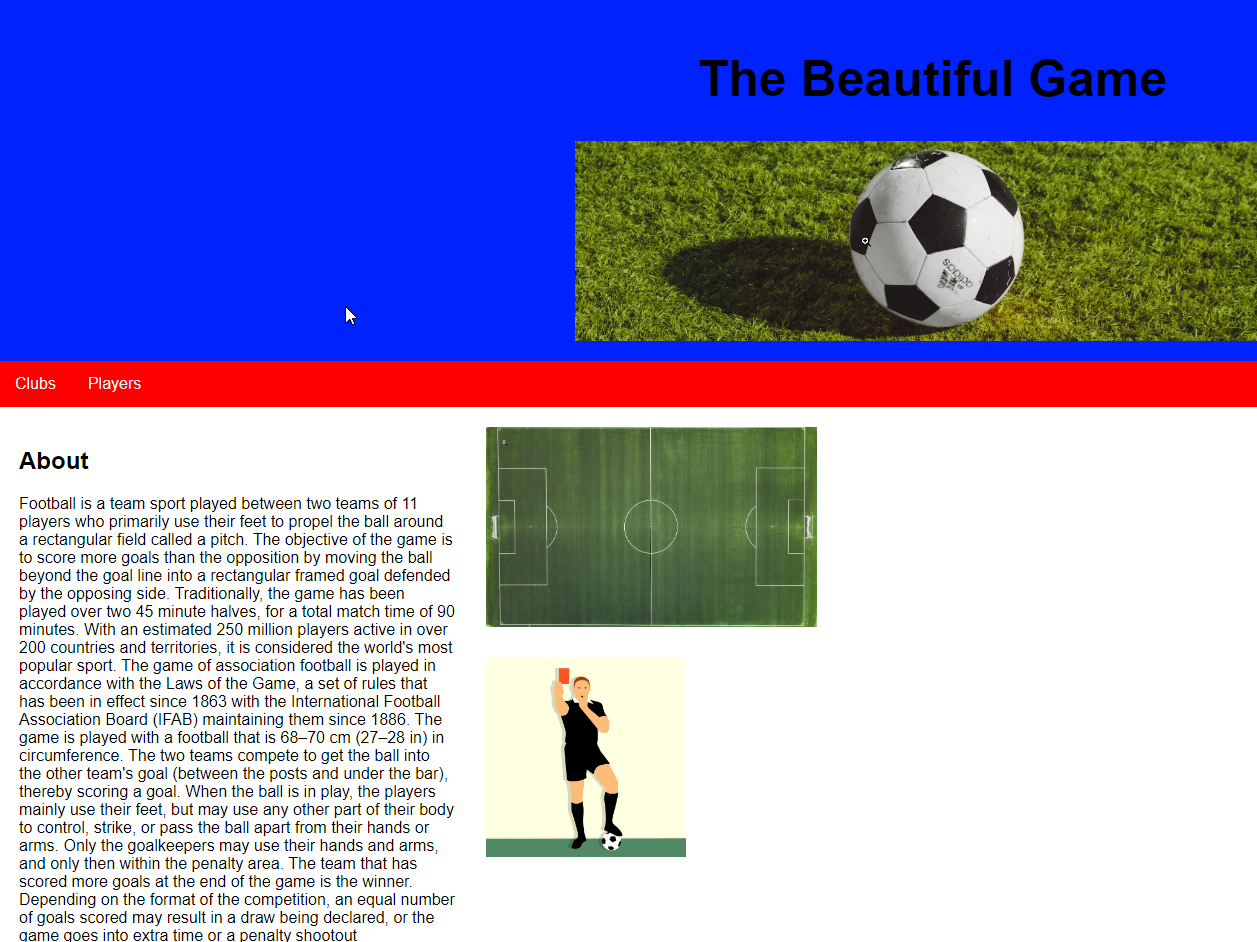 The Beautiful Game
adidas
Clubs Players
About
Football is a team sport played between two teams of 11
players who primarily use their feet to propel the ball around
a rectangular field called a pitch. The objective of the game is
to score more goals than the opposition by moving the ball
beyond the goal line into a rectangular framed goal defended
by the opposing side. Traditionally, the game has been
played over two 45 minute halves, for a total match time of 90
minutes. With an estimated 250 million players active in over
200 countries and territories, it is considered the world's most
popular sport. The game of association football is played in
accordance with the Laws of the Game, a set of rules that
has been in effect since 1863 with the International Football
Association Board (IFAB) maintaining them since 1886. The
game is played with a football that is 68–70 cm (27–28 in) in
circumference. The two teams compete to get the ball into
the other team's goal (between the posts and under the bar),
thereby scoring a goal. When the ball is in play, the players
mainly use their feet, but may use any other part of their body
to control, strike, or pass the ball apart from their hands or
arms. Only the goalkeepers may use their hands and arms,
and only then within the penalty area. The team that has
scored more goals at the end of the game is the winner.
Depending on the format of the competition, an equal number
of goals scored may result in a draw being declared, or the
game goes into extra time or a penalty shootout